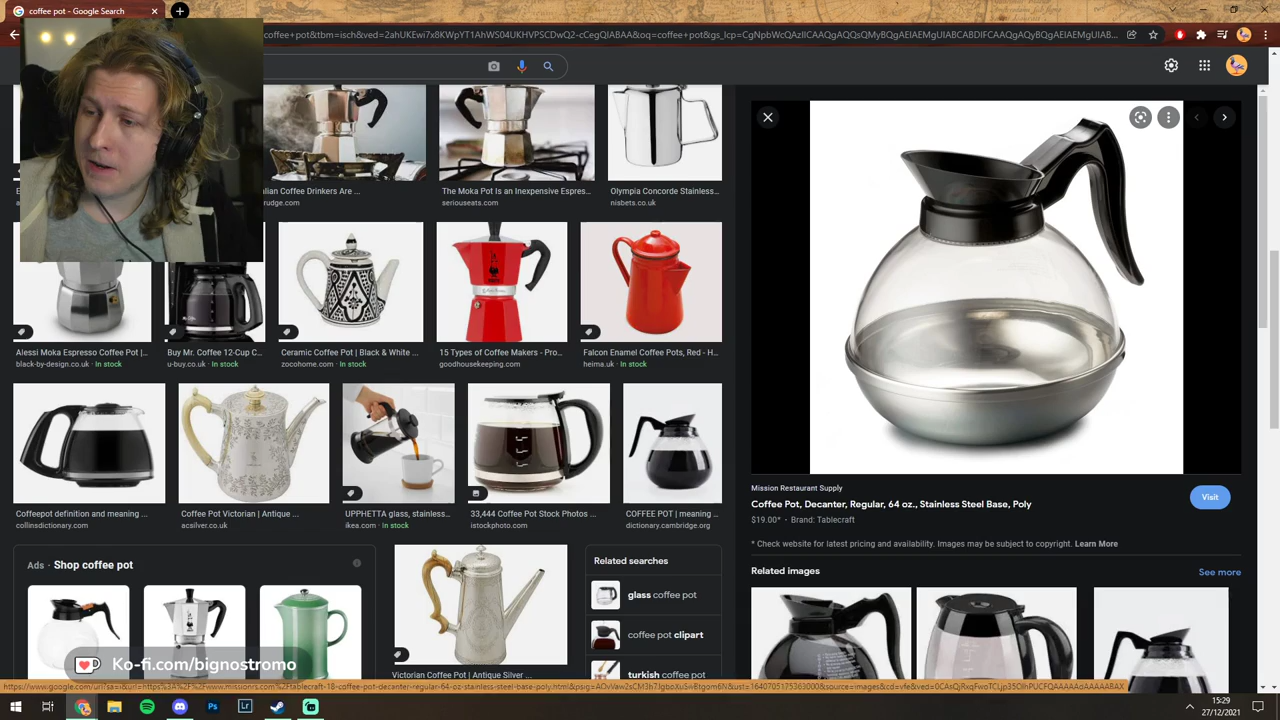 coffee pot - Google Search
coffee+pot&tbm=isch&ved=2ahUKEwi7x8KWpYT1AhWS04UKHVPSCDwQ2-cCegQIABAA&oq=coffee+pot&gs_lcp=
alian Coffee Drinkers Are ...
rudge.com
The Moka Pot Is an Inexpensive Espres...
seriouseats.com
Olympia Concorde Stainless...
nisbets.co.uk
Alessi Moka Espresso Coffee Pot |...
black-by-design.co.uk • In stock
Buy Mr. Coffee 12-Cup C...
u-buy.co.uk • In stock
Ceramic Coffee Pot | Black & White ...
zocohome.com • In stock
15 Types of Coffee Makers - Pro...
goodhousekeeping.com
Falcon Enamel Coffee Pots, Red - H...
heima.uk • In stock
Coffeepot definition and meaning ...
collinsdictionary.com
Coffee Pot Victorian | Antique ...
acsilver.co.uk
UPPHETTA glass, stainless...
ikea.com • In stock
33,444 Coffee Pot Stock Photos ...
istockphoto.com
COFFEE POT | meaning ...
dictionary.cambridge.org
Ads · Shop coffee pot
Victorian Coffee Pot | Antique Silver ...
Related searches
glass coffee pot
coffee pot clipart
turkish coffee pot
Mission Restaurant Supply
Coffee Pot, Decanter, Regular, 64 oz., Stainless Steel Base, Poly
Visit
$19.00* • Brand: Tablecraft
* Check website for latest pricing and availability. Images may be subject to copyright. Learn More
Related images
See more
Ko-fi.com/bignostromo
15:29
27/12/2021